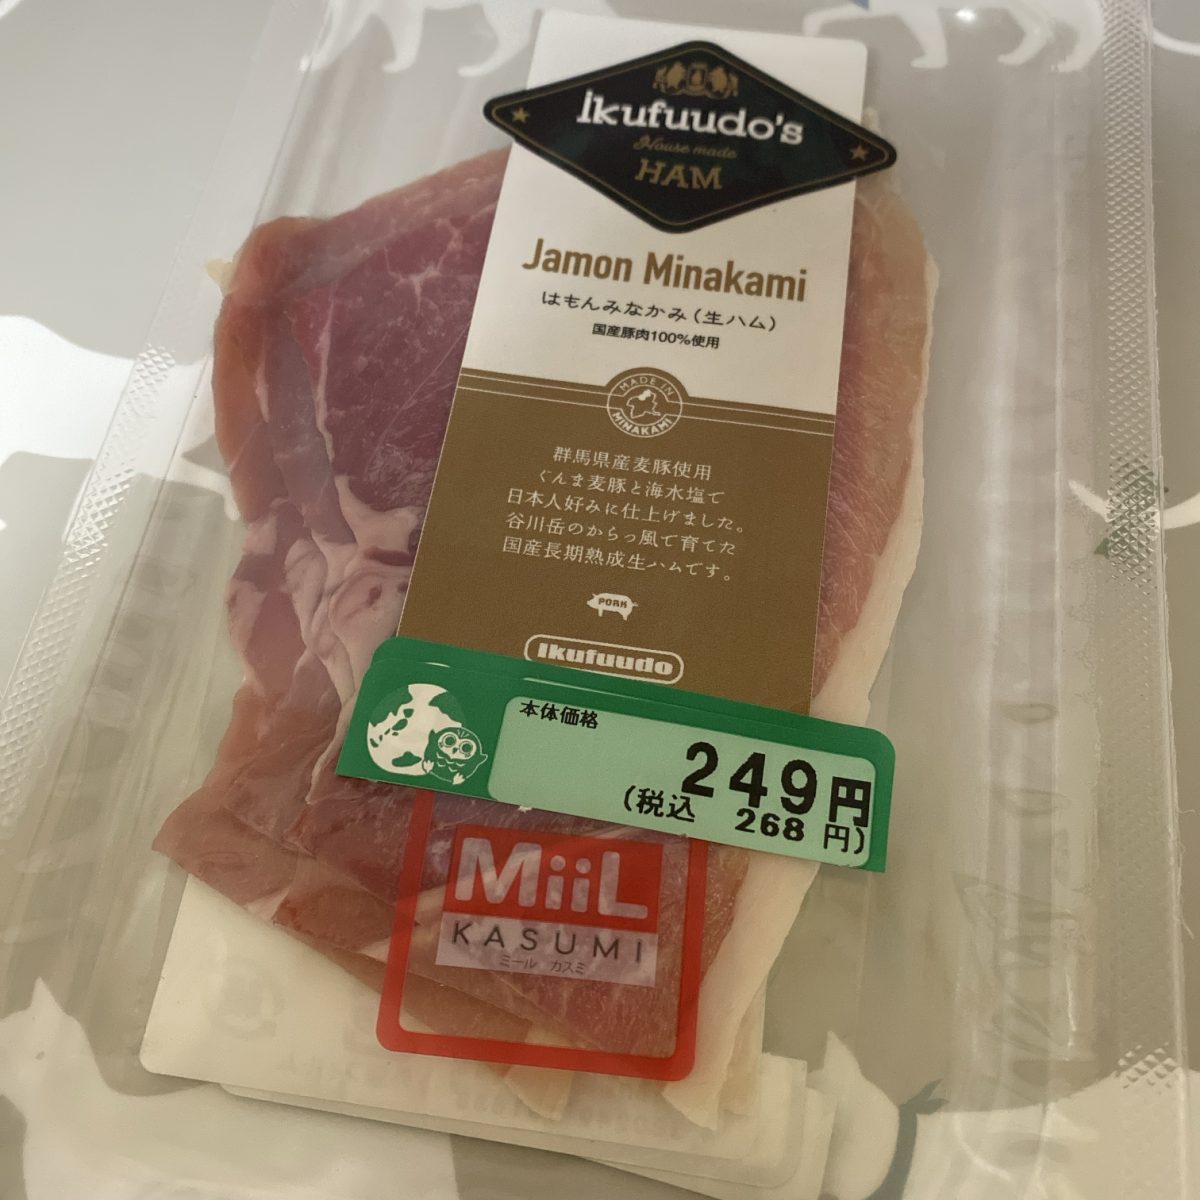 Ikufuudo's
House made
HAM
Jamon Minakami
はもんみなかみ(生ハム)
国産豚肉100%使用
MADE IN
MINAKAMI
群馬県産麦豚使用
ぐんま麦豚と海水塩で
日本人好みに仕上げました。
谷川岳のからっ風で育てた
国産長期熟成生ハムです。
PORK
Ikufuudo
本体価格
249円
(税込 268円)
MiiL
KASUMI
ミール カスミ